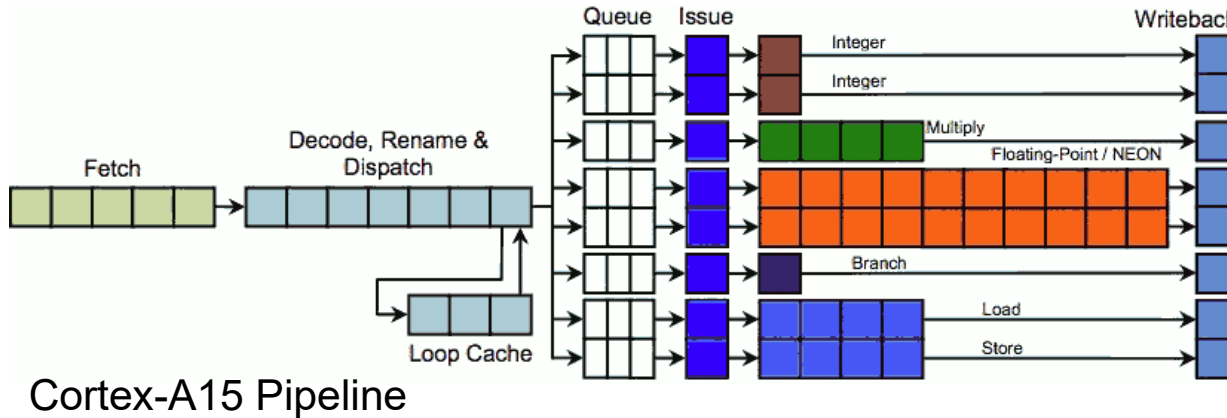 Queue
Issue
Writeback
Integer
Integer
Multiply
Decode, Rename &
Dispatch
Floating-Point / NEON
Fetch
Branch
Load
Loop Cache
Store
Cortex-A15 Pipeline